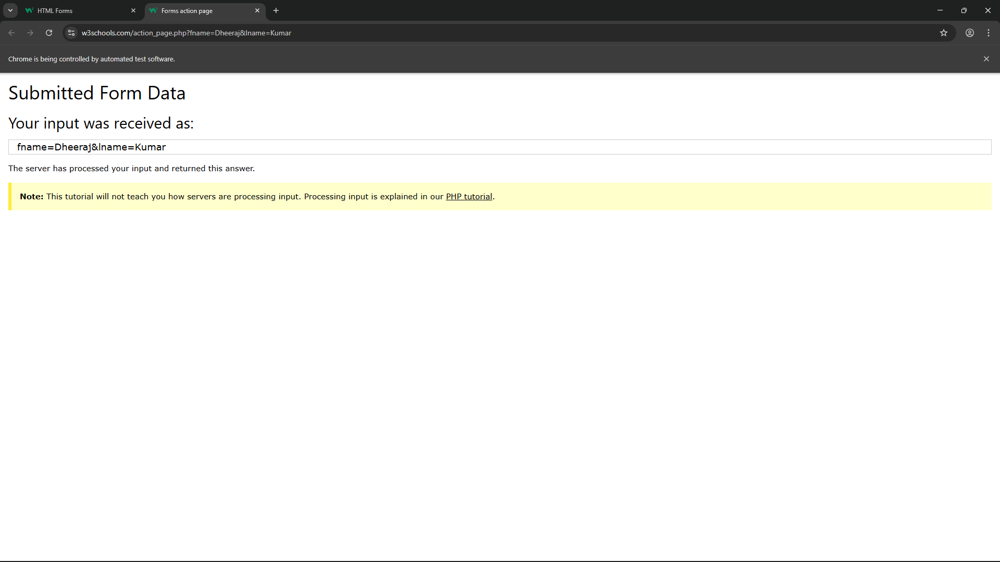 HTML Forms
Forms action page
w3schools.com/action_page.php?fname=Dheeraj&lname=Kumar
Chrome is being controlled by automated test software.
Submitted Form Data
Your input was received as:
fname=Dheeraj&lname=Kumar
The server has processed your input and returned this answer.
Note: This tutorial will not teach you how servers are processing input. Processing input is explained in our PHP tutorial.